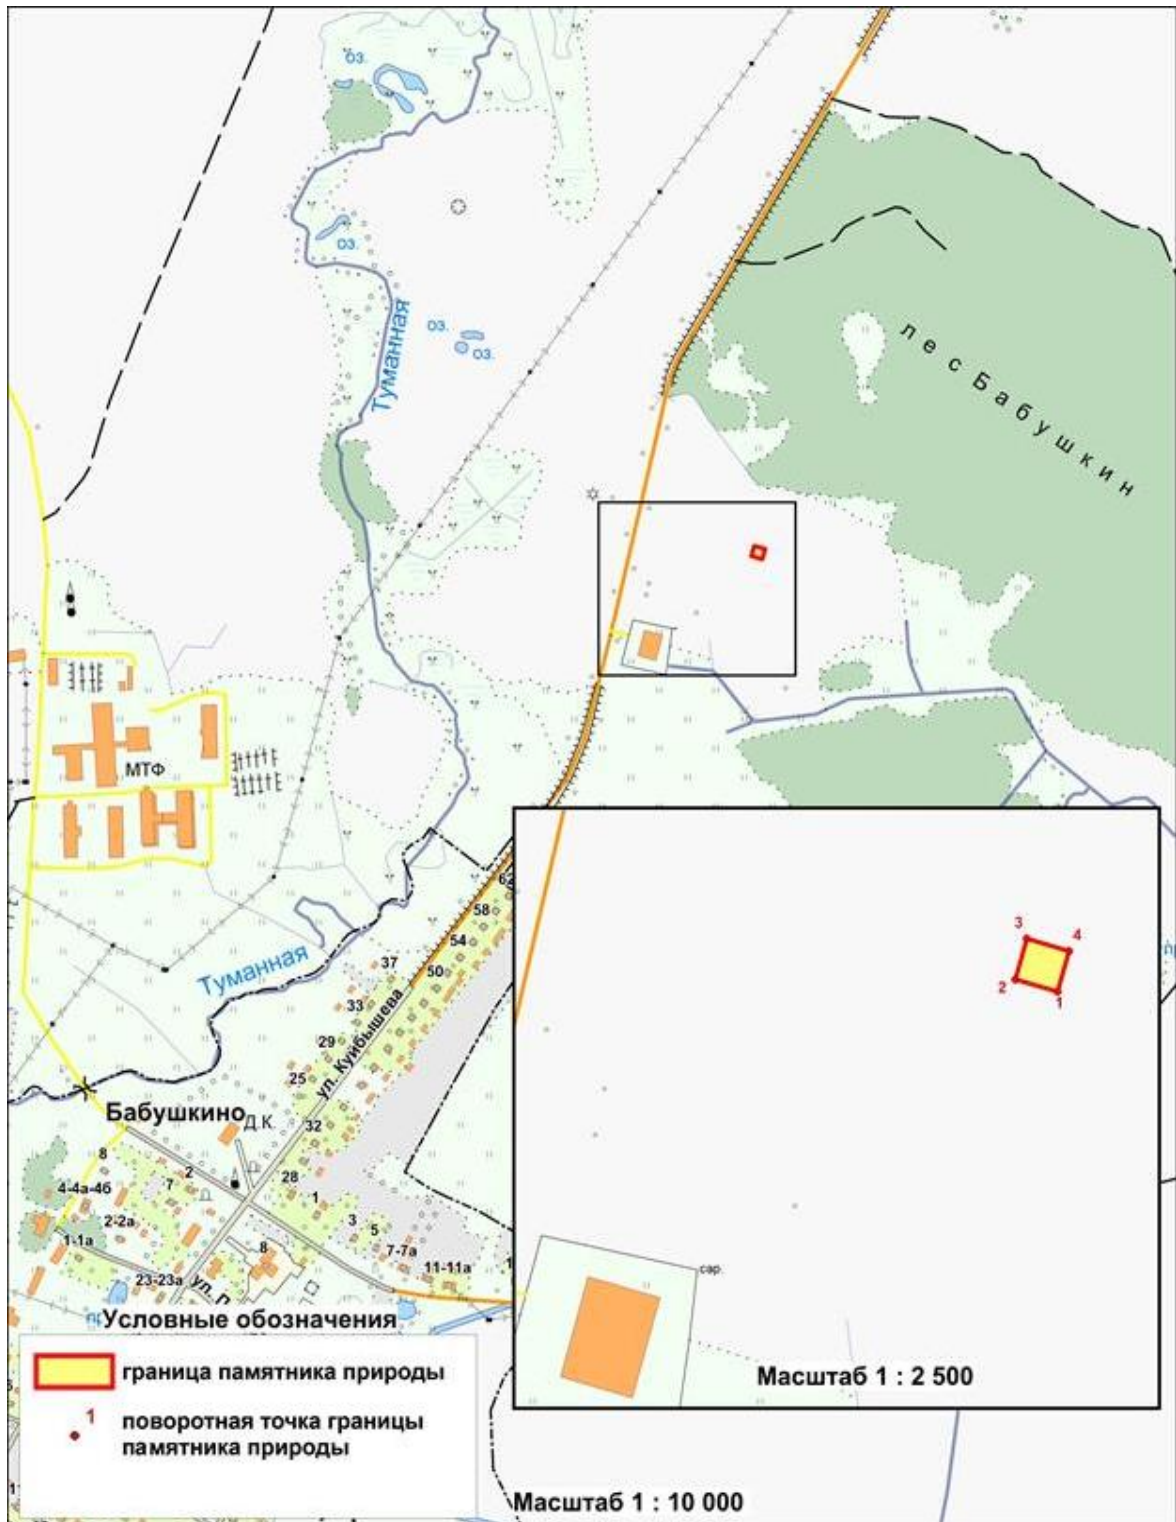 оз.
оз.
Туманная
оз.
оз.
лес Бабушкин
МТФ
62
58
54
50
37
33
29
25
Туманная
ул. Куйбышева
32
28
Бабушкино
Д.К.
8
4-4а-4б
2
7
2-2а
1-1а
1
3
5
7-7а
11-11а
8
23-23а
ул. П
3
4
2
1
сар.
Масштаб 1 : 2 500
Условные обозначения
граница памятника природы
1
поворотная точка границы
памятника природы
Масштаб 1 : 10 000